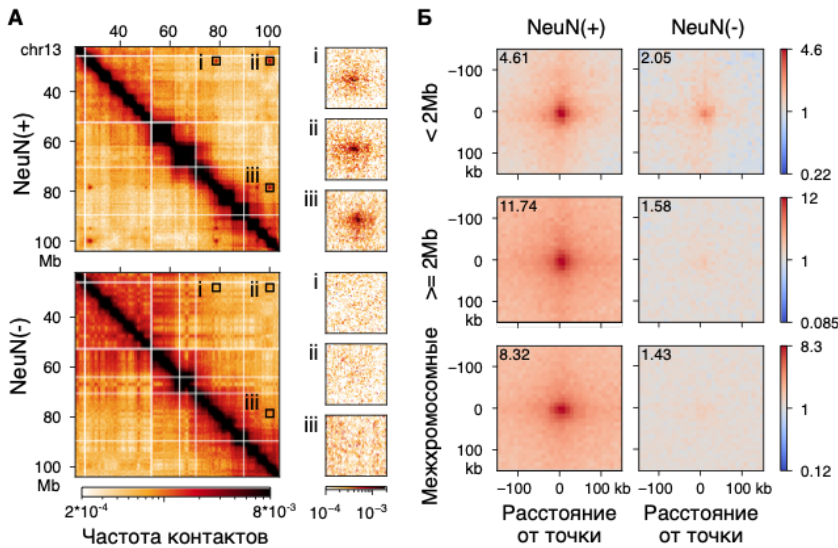 А
chr13
40 60 80 100
NeuN(+)
40
60
80
100
Mb
i
ii
iii
i
ii
iii
40 60 80 100
NeuN(-)
40
60
80
100
Mb
i
ii
iii
i
ii
iii
2*10⁻⁴ 8*10⁻³
Частота контактов
10⁻⁴ 10⁻³
Б
NeuN(+) NeuN(-)
< 2Mb
−100
0
100
kb
4.61
2.05
4.6
1
0.22
>= 2Mb
−100
0
100
kb
11.74
1.58
12
1
0.085
Межхромосомные
−100
0
100
kb
8.32
1.43
8.3
1
0.12
−100 0 100 kb
−100 0 100 kb
Расстояние от точки
Расстояние от точки